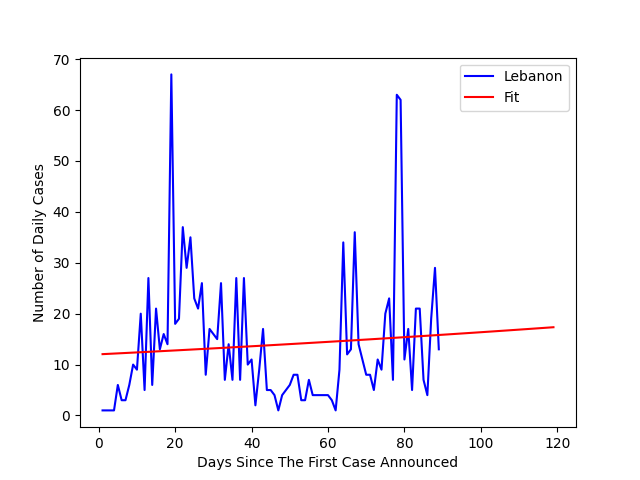 70
60
50
40
30
20
10
0
Number of Daily Cases
Lebanon
Fit
0 20 40 60 80 100 120
Days Since The First Case Announced